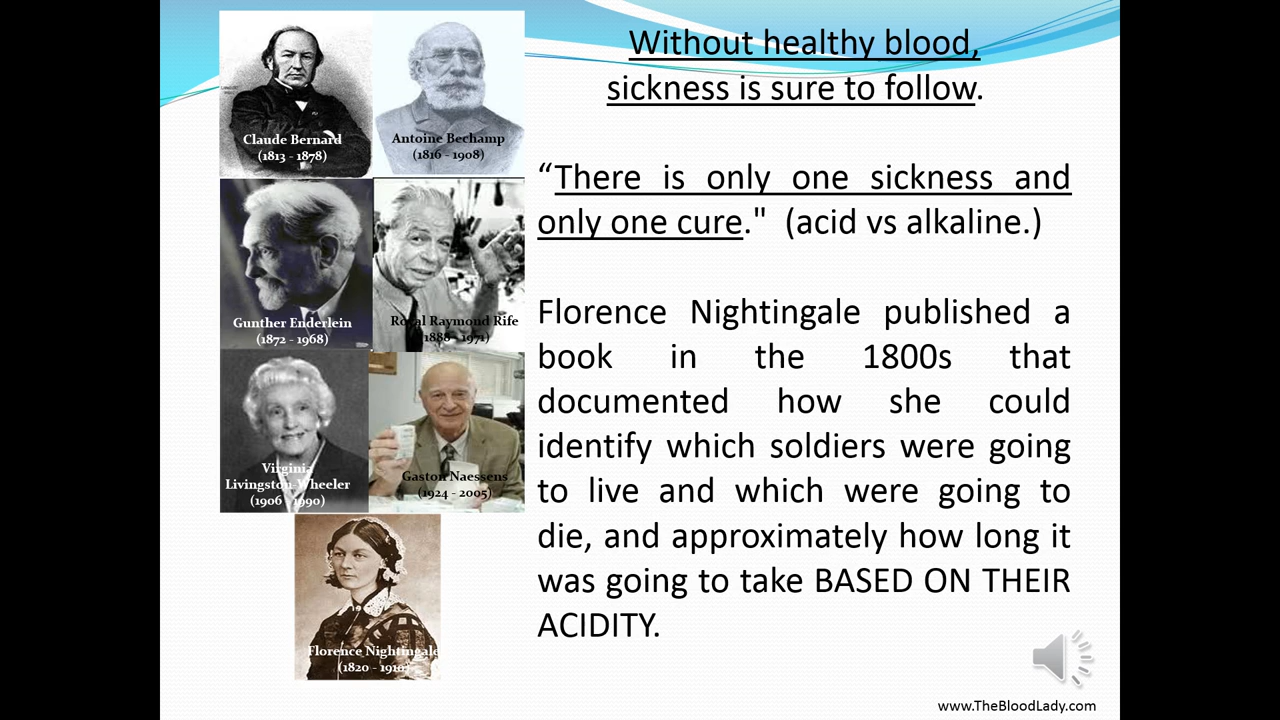 Without healthy blood,
sickness is sure to follow.
“There is only one sickness and
only one cure." (acid vs alkaline.)
Florence Nightingale published a
book in the 1800s that
documented how she could
identify which soldiers were going
to live and which were going to
die, and approximately how long it
was going to take BASED ON THEIR
ACIDITY.
Claude Bernard
(1813 - 1878)
Antoine Bechamp
(1816 - 1908)
Gunther Enderlein
(1872 - 1968)
Royal Raymond Rife
(1888 - 1971)
Virginia
Livingston-Wheeler
(1906 - 1990)
Gaston Naessens
(1924 - 2005)
Florence Nightingale
(1820 - 1910)
www.TheBloodLady.com